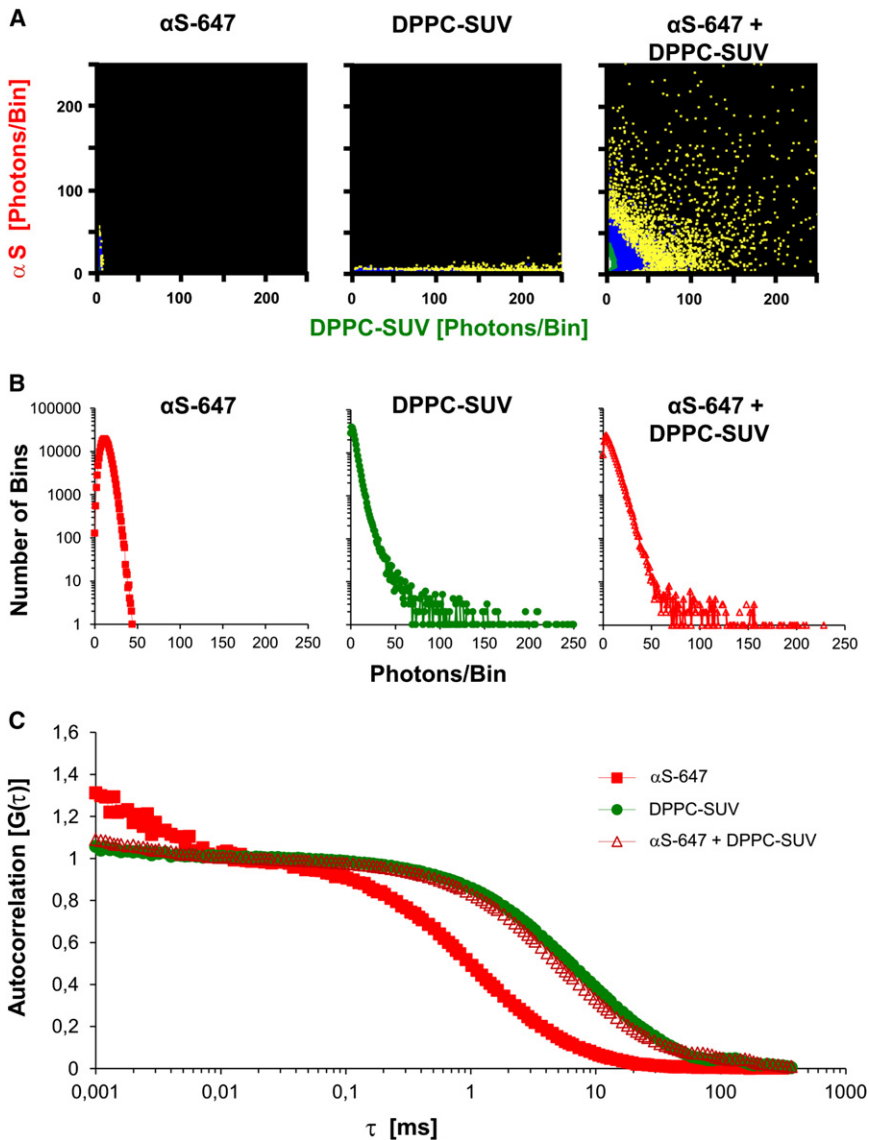 A
αS-647
DPPC-SUV
αS-647 +
DPPC-SUV
αS [Photons/Bin]
200
100
0
0 100 200
0 100 200
0 100 200
DPPC-SUV [Photons/Bin]
B
αS-647
DPPC-SUV
αS-647 +
DPPC-SUV
Number of Bins
100000
10000
1000
100
10
1
0 50 100 150 200 250
0 50 100 150 200 250
0 50 100 150 200 250
Photons/Bin
C
Autocorrelation [G(τ)]
1,6
1,4
1,2
1
0,8
0,6
0,4
0,2
0
αS-647
DPPC-SUV
αS-647 + DPPC-SUV
0,001 0,01 0,1 1 10 100 1000
τ [ms]